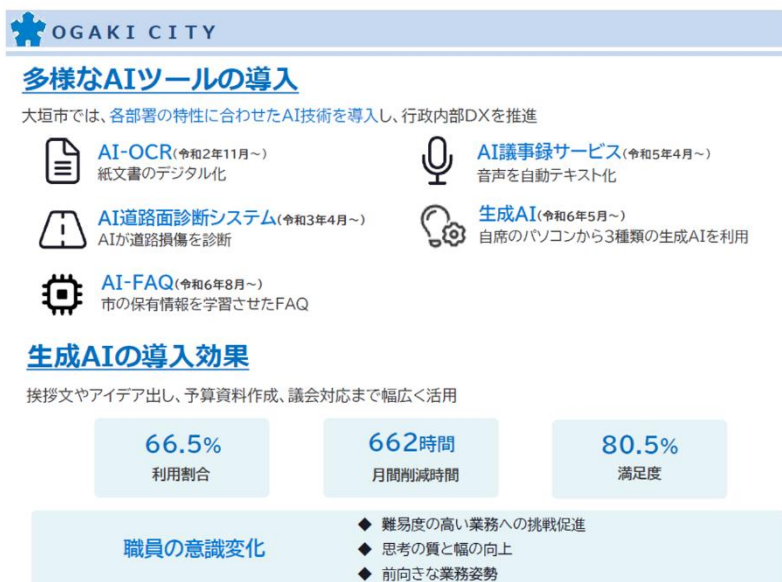 OGAKI CITY
多様なAIツールの導入
大垣市では、各部署の特性に合わせたAI技術を導入し、行政内部DXを推進
AI-OCR(令和2年11月～)
紙文書のデジタル化
AI議事録サービス(令和5年4月～)
音声を自動テキスト化
AI道路面診断システム(令和3年4月～)
AIが道路損傷を診断
生成AI(令和6年5月～)
自席のパソコンから3種類の生成AIを利用
AI-FAQ(令和6年8月～)
市の保有情報を学習させたFAQ
生成AIの導入効果
挨拶文やアイデア出し、予算資料作成、議会対応まで幅広く活用
66.5%
利用割合
662時間
月間削減時間
80.5%
満足度
職員の意識変化
◆ 難易度の高い業務への挑戦促進
◆ 思考の質と幅の向上
◆ 前向きな業務姿勢